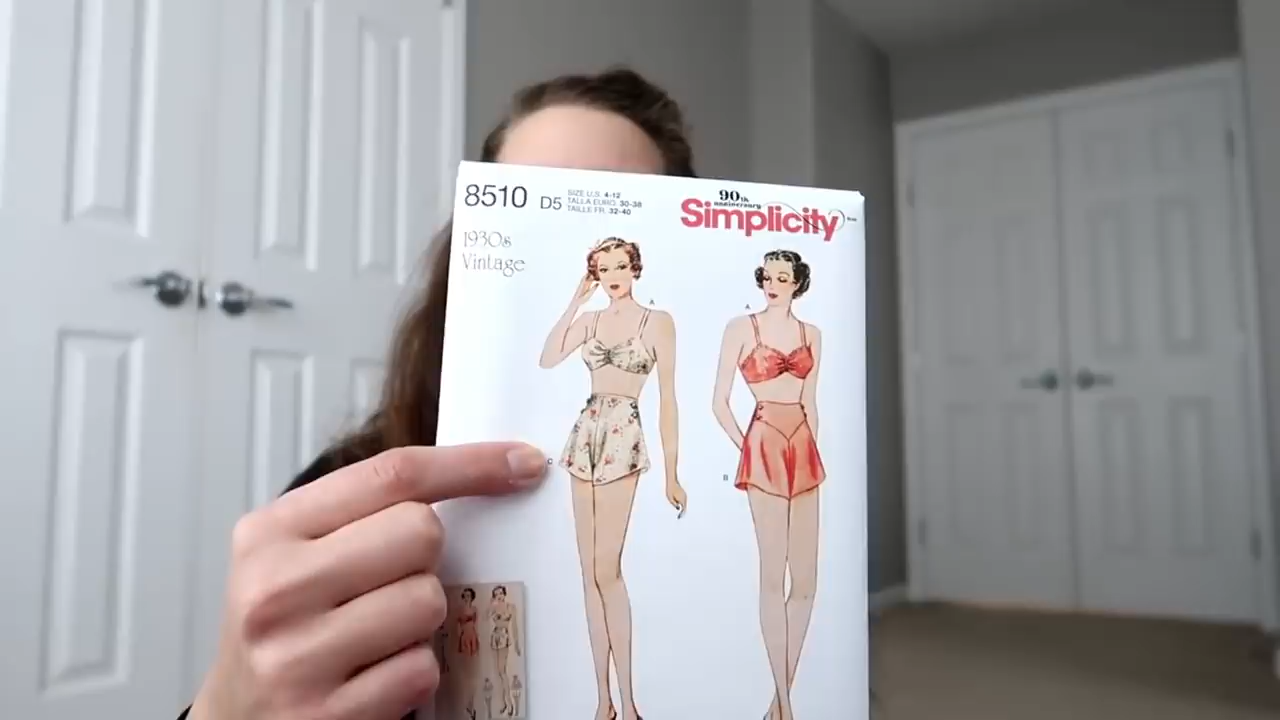 8510 D5
SIZE U.S. 4-12
TALLA EURO. 30-38
TAILLE FR. 32-40
90th
anniversary
Simplicity
1930s
Vintage
A
A
C
B